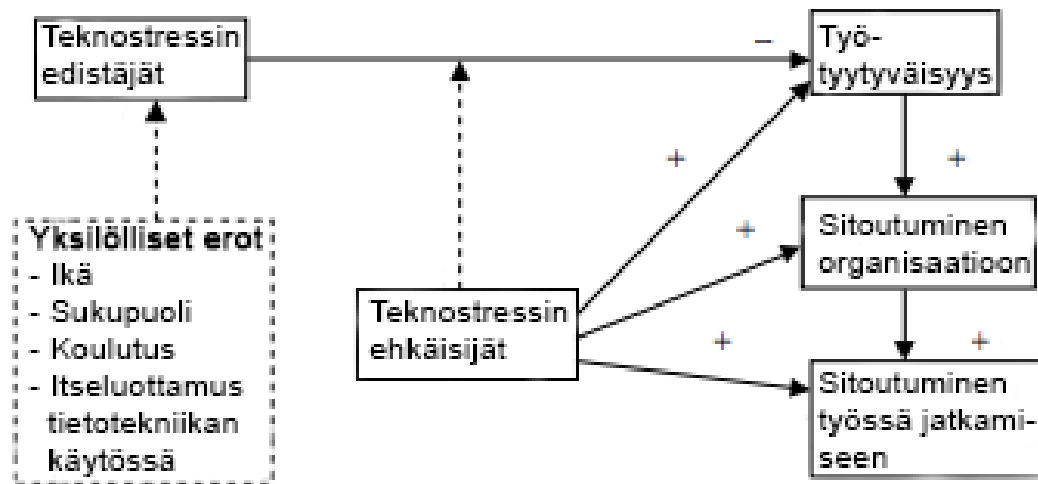 Teknostressin
edistäjät
–
Työ-
tyytyväisyys
+
+
Yksilölliset erot
- Ikä
- Sukupuoli
- Koulutus
- Itseluottamus
tietotekniikan
käytössä
+
Sitoutuminen
organisaatioon
Teknostressin
ehkäisijät
+
+
Sitoutuminen
työssä jatkami-
seen